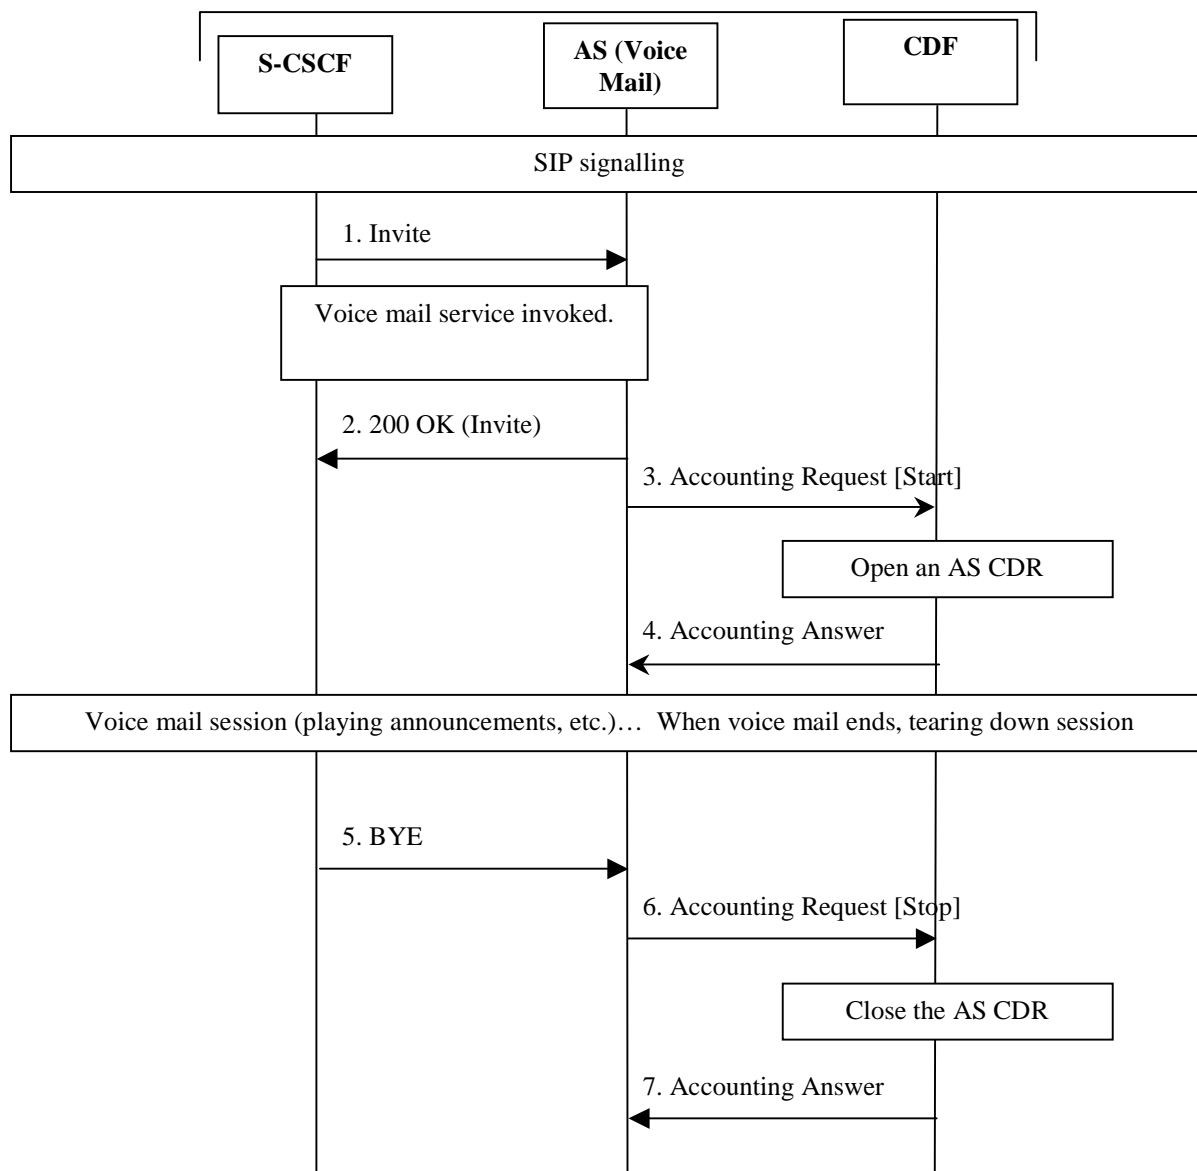 S-CSCF
AS (Voice
Mail)
CDF
SIP signalling
1. Invite
Voice mail service invoked.
2. 200 OK (Invite)
3. Accounting Request [Start]
Open an AS CDR
4. Accounting Answer
Voice mail session (playing announcements, etc.)… When voice mail ends, tearing down session
5. BYE
6. Accounting Request [Stop]
Close the AS CDR
7. Accounting Answer